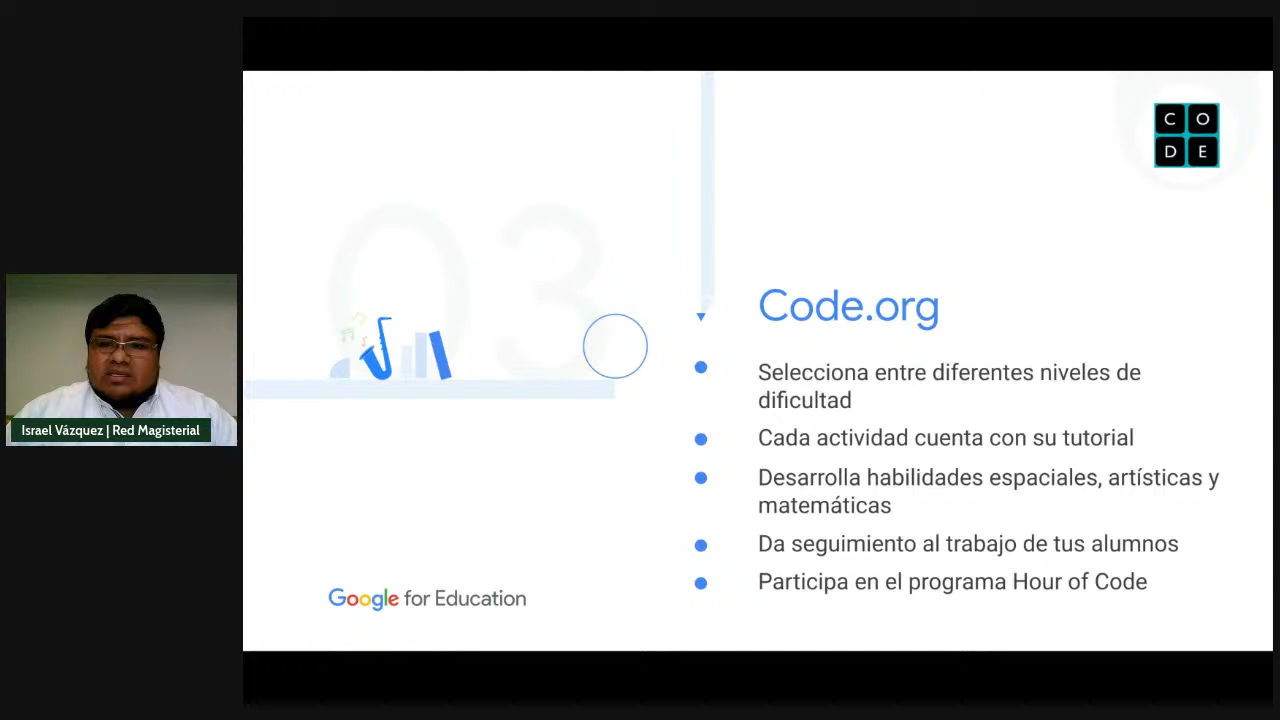 C O
D E
03
Code.org
Selecciona entre diferentes niveles de
dificultad
Cada actividad cuenta con su tutorial
Desarrolla habilidades espaciales, artísticas y
matemáticas
Da seguimiento al trabajo de tus alumnos
Participa en el programa Hour of Code
Israel Vázquez | Red Magisterial
Google for Education